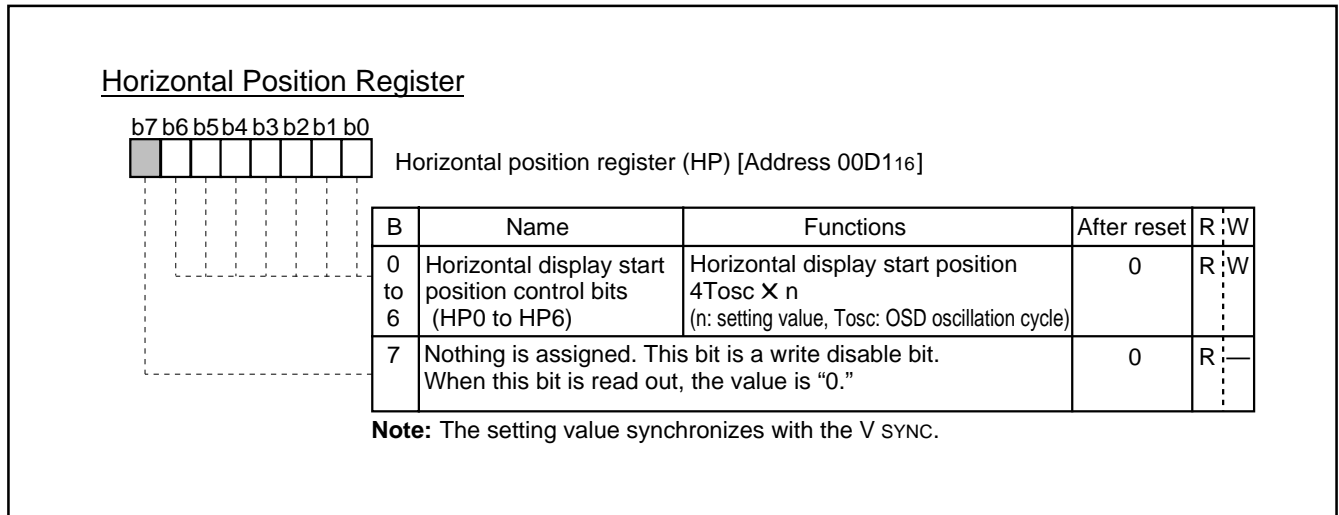 Horizontal Position Register
b7 b6 b5 b4 b3 b2 b1 b0
Horizontal position register (HP) [Address 00D116]
B Name Functions After reset R W
0 to 6 Horizontal display start position control bits (HP0 to HP6) Horizontal display start position 4Tosc ✕ n (n: setting value, Tosc: OSD oscillation cycle) 0 R W
7 Nothing is assigned. This bit is a write disable bit. When this bit is read out, the value is “0.” 0 R —
Note: The setting value synchronizes with the V SYNC.